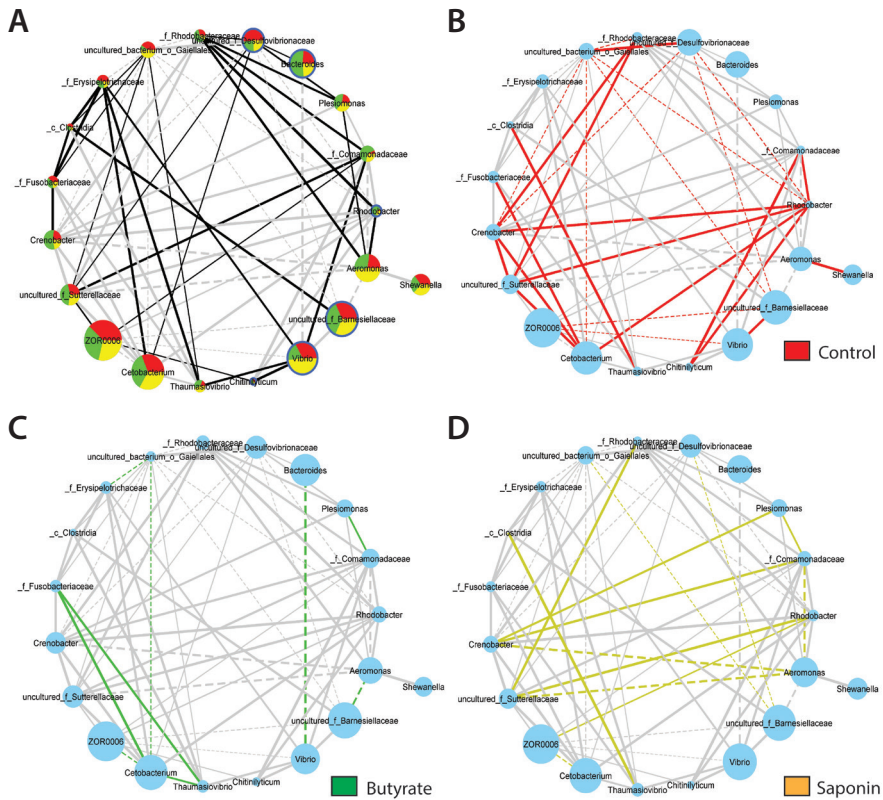 A
_f_Rhodobacteraceae
uncultured_f_Desulfovibrionaceae
uncultured_bacterium_o_Gaiellales
Bacteroides
_f_Erysipelotrichaceae
Plesiomonas
_c_Clostridia
_f_Comamonadaceae
_f_Fusobacteriaceae
Rhodobacter
Crenobacter
Aeromonas
Shewanella
uncultured_f_Sutterellaceae
uncultured_f_Barnesiellaceae
ZOR0006
Vibrio
Cetobacterium
Chitinilyticum
Thaumasiovibrio
B
_f_Rhodobacteraceae
uncultured_f_Desulfovibrionaceae
uncultured_bacterium_o_Gaiellales
Bacteroides
_f_Erysipelotrichaceae
Plesiomonas
_c_Clostridia
_f_Comamonadaceae
_f_Fusobacteriaceae
Rhodobacter
Crenobacter
Aeromonas
Shewanella
uncultured_f_Sutterellaceae
uncultured_f_Barnesiellaceae
ZOR0006
Vibrio
Cetobacterium
Chitinilyticum
Thaumasiovibrio
Control
C
_f_Rhodobacteraceae
uncultured_f_Desulfovibrionaceae
uncultured_bacterium_o_Gaiellales
Bacteroides
_f_Erysipelotrichaceae
Plesiomonas
_c_Clostridia
_f_Comamonadaceae
_f_Fusobacteriaceae
Rhodobacter
Crenobacter
Aeromonas
Shewanella
uncultured_f_Sutterellaceae
uncultured_f_Barnesiellaceae
ZOR0006
Vibrio
Cetobacterium
Chitinilyticum
Thaumasiovibrio
Butyrate
D
_f_Rhodobacteraceae
uncultured_f_Desulfovibrionaceae
uncultured_bacterium_o_Gaiellales
Bacteroides
_f_Erysipelotrichaceae
Plesiomonas
_c_Clostridia
_f_Comamonadaceae
_f_Fusobacteriaceae
Rhodobacter
Crenobacter
Aeromonas
Shewanella
uncultured_f_Sutterellaceae
uncultured_f_Barnesiellaceae
ZOR0006
Vibrio
Cetobacterium
Chitinilyticum
Thaumasiovibrio
Saponin